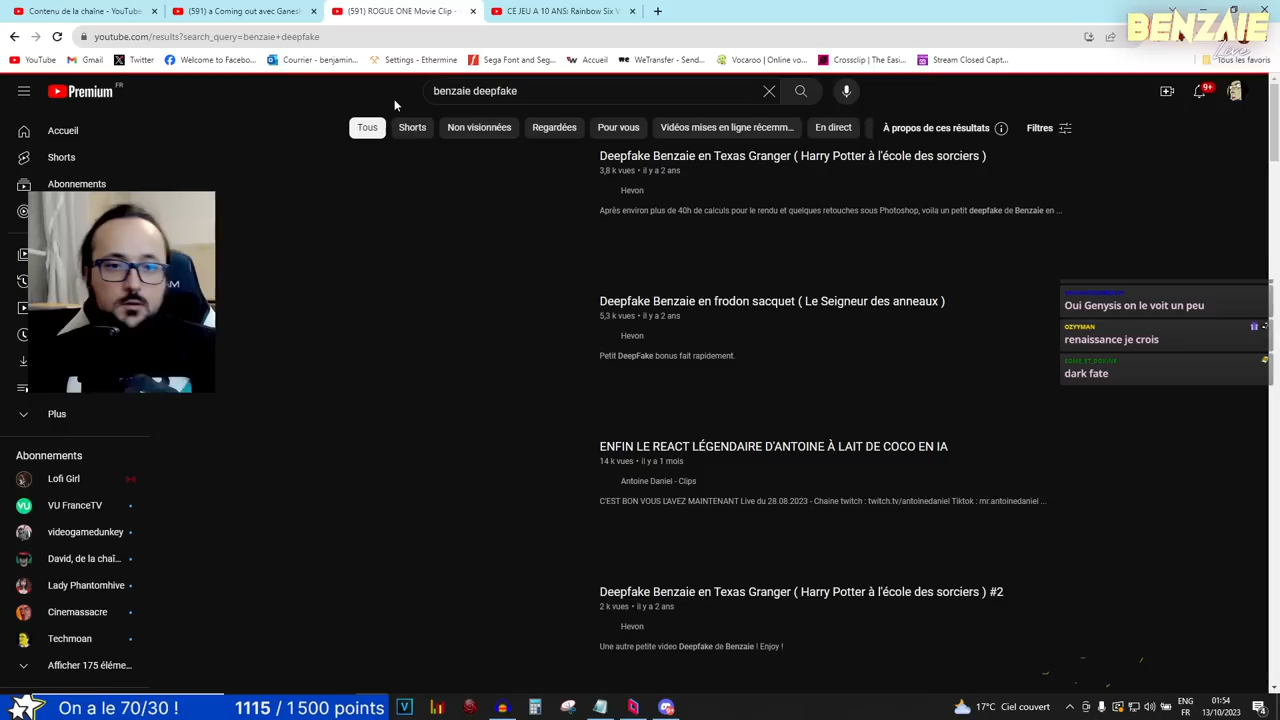 Contenu de la chaîne - YouTube
(591) A Coming out avec Ganesh
(591) ROGUE ONE Movie Clip -
CE JEU A 10 ANS: Rainbow Six V
BENZAIE
Live
youtube.com/results?search_query=benzaie+deepfake
YouTube
Gmail
Twitter
Welcome to Facebo...
Courrier - benjamin...
Settings - Ethermine
Sega Font and Seg...
Accueil
WeTransfer - Send...
Vocaroo | Online vo...
Crossclip | The Easi...
Stream Closed Capt...
Tous les favoris
Premium FR
benzaie deepfake
9+
Tous
Shorts
Non visionnées
Regardées
Pour vous
Vidéos mises en ligne récemm...
En direct
À propos de ces résultats
Filtres
Accueil
Shorts
Abonnements
Plus
Abonnements
Lofi Girl
VU FranceTV
videogamedunkey
David, de la chaî...
Lady Phantomhive
Cinemassacre
Techmoan
Afficher 175 éléme...
Deepfake Benzaie en Texas Granger ( Harry Potter à l'école des sorciers )
3,8 k vues • il y a 2 ans
Hevon
Après environ plus de 40h de calculs pour le rendu et quelques retouches sous Photoshop, voila un petit deepfake de Benzaie en ...
Deepfake Benzaie en frodon sacquet ( Le Seigneur des anneaux )
5,3 k vues • il y a 2 ans
Hevon
Petit DeepFake bonus fait rapidement.
ENFIN LE REACT LÉGENDAIRE D'ANTOINE À LAIT DE COCO EN IA
14 k vues • il y a 1 mois
Antoine Daniel - Clips
C'EST BON VOUS L'AVEZ MAINTENANT Live du 28.08.2023 - Chaine twitch : twitch.tv/antoinedaniel Tiktok : mr.antoinedaniel ...
Deepfake Benzaie en Texas Granger ( Harry Potter à l'école des sorciers ) #2
2 k vues • il y a 2 ans
Hevon
Une autre petite video Deepfake de Benzaie ! Enjoy !
Oui Genysis on le voit un peu
OZYYMAN
renaissance je crois
dark fate
On a le 70/30 !
1115 / 1 500 points
17°C Ciel couvert
ENG
FR
01:54
13/10/2023